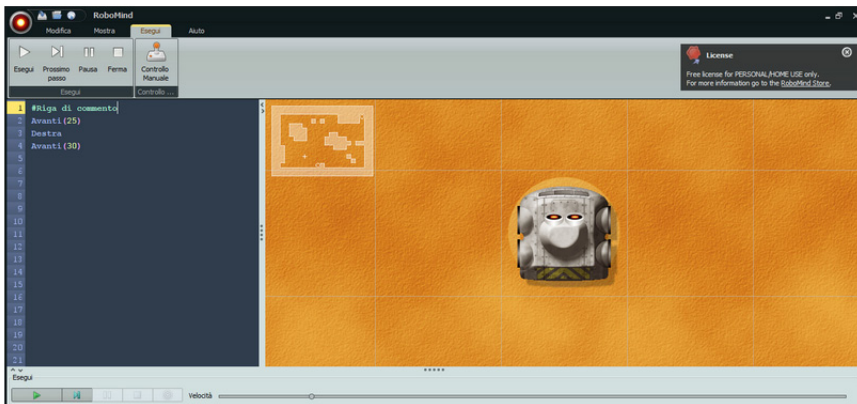 RoboMind
Modifica Mostra Esegui Aiuto
Esegui Prossimo passo Pausa Ferma Controllo Manuale
Esegui Controllo ...
License
Free license for PERSONAL/HOME USE only.
For more information go to the RoboMind Store.
1 #Riga di commento
2 Avanti(25)
3 Destra
4 Avanti(30)
5
6
7
8
9
10
11
12
13
14
15
16
17
18
19
20
21
Esegui
Velocità